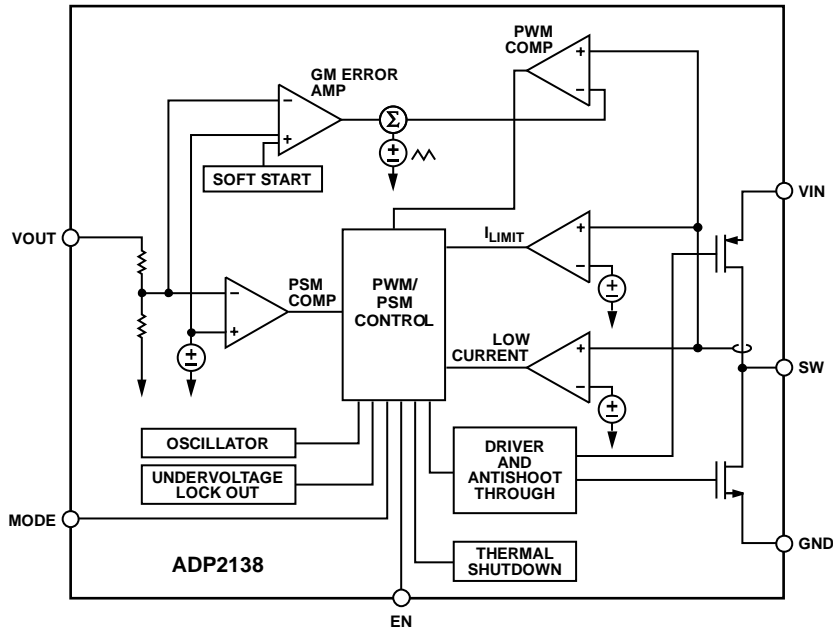 PWM
COMP
GM ERROR
AMP
+
−
−
+
Σ
+
−
SOFT START
VIN
VOUT
ILIMIT
+
−
+
−
PSM
COMP
−
+
PWM/
PSM
CONTROL
LOW
CURRENT
+
−
+
−
+
−
SW
OSCILLATOR
DRIVER
AND
ANTISHOOT
THROUGH
UNDERVOLTAGE
LOCK OUT
MODE
GND
THERMAL
SHUTDOWN
ADP2138
EN